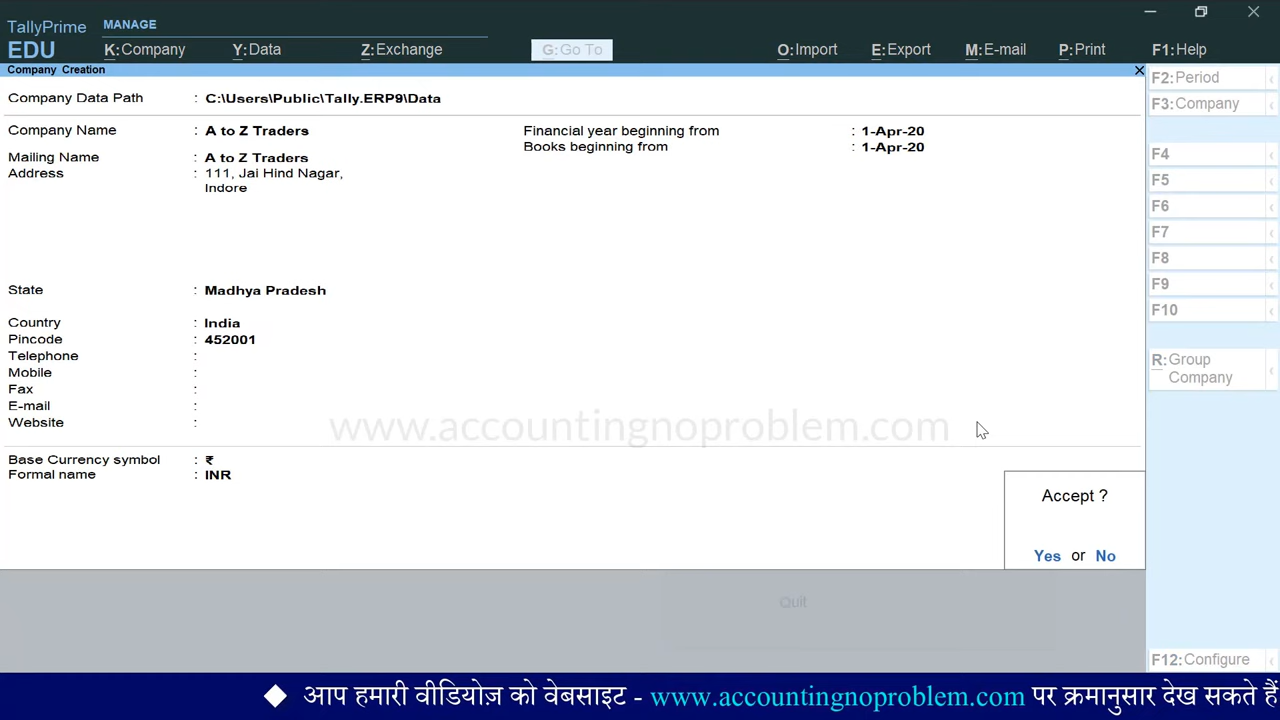 TallyPrime MANAGE
EDU K:Company Y:Data Z:Exchange G:Go To O:Import E:Export M:E-mail P:Print F1:Help
Company Creation
F2:Period
Company Data Path : C:\Users\Public\Tally.ERP9\Data
F3:Company
Company Name : A to Z Traders Financial year beginning from : 1-Apr-20
Books beginning from : 1-Apr-20
Mailing Name : A to Z Traders
F4
Address : 111, Jai Hind Nagar,
Indore
F5
F6
F7
F8
F9
State : Madhya Pradesh
F10
Country : India
Pincode : 452001
Telephone :
R:Group
Company
Mobile :
Fax :
E-mail :
Website :
www.accountingnoproblem.com
Base Currency symbol : ₹
Formal name : INR
Accept ?
Yes or No
Quit
F12:Configure
◆ आप हमारी वीडियोज़ को वेबसाइट - www.accountingnoproblem.com पर क्रमानुसार देख सकते हैं